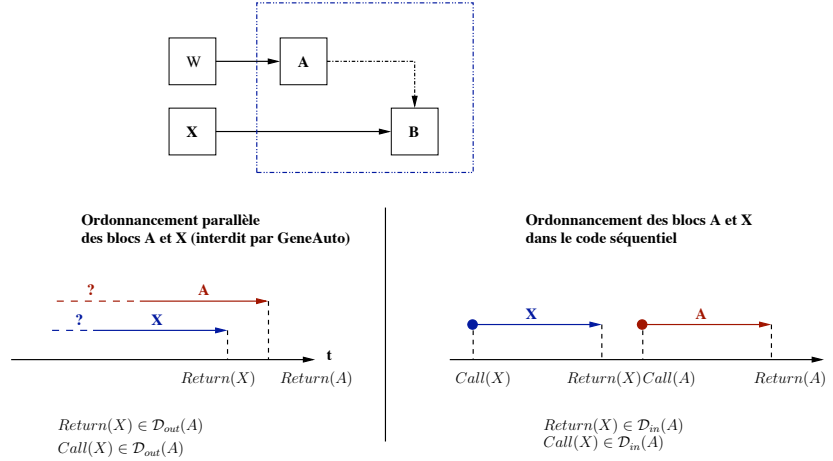 W
A
X
B
Ordonnancement parallèle
des blocs A et X (interdit par GeneAuto)
?
A
?
X
t
Return(X)
Return(A)
Return(X) ∈ 𝒟_out(A)
Call(X) ∈ 𝒟_out(A)
Ordonnancement des blocs A et X
dans le code séquentiel
X
A
Call(X)
Return(X)
Call(A)
Return(A)
Return(X) ∈ 𝒟_in(A)
Call(X) ∈ 𝒟_in(A)